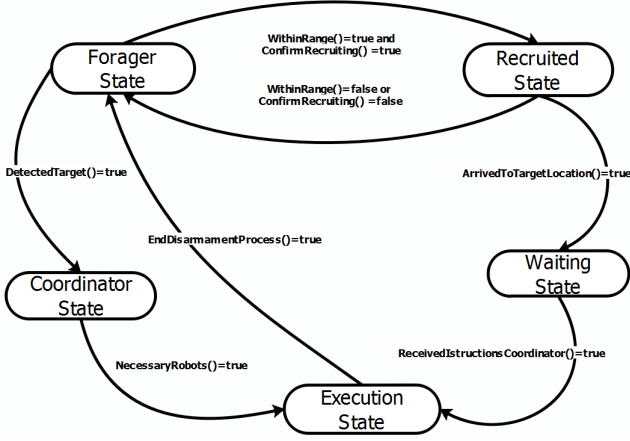 WithinRange()=true and
ConfirmRecruiting() =true
Forager
State
Recruited
State
WithinRange()=false or
ConfirmRecruiting() =false
DetectedTarget()=true
ArrivedToTargetLocation()=true
EndDisarmamentProcess()=true
Coordinator
State
Waiting
State
NecessaryRobots()=true
ReceivedIstructionsCoordinator()=true
Execution
State